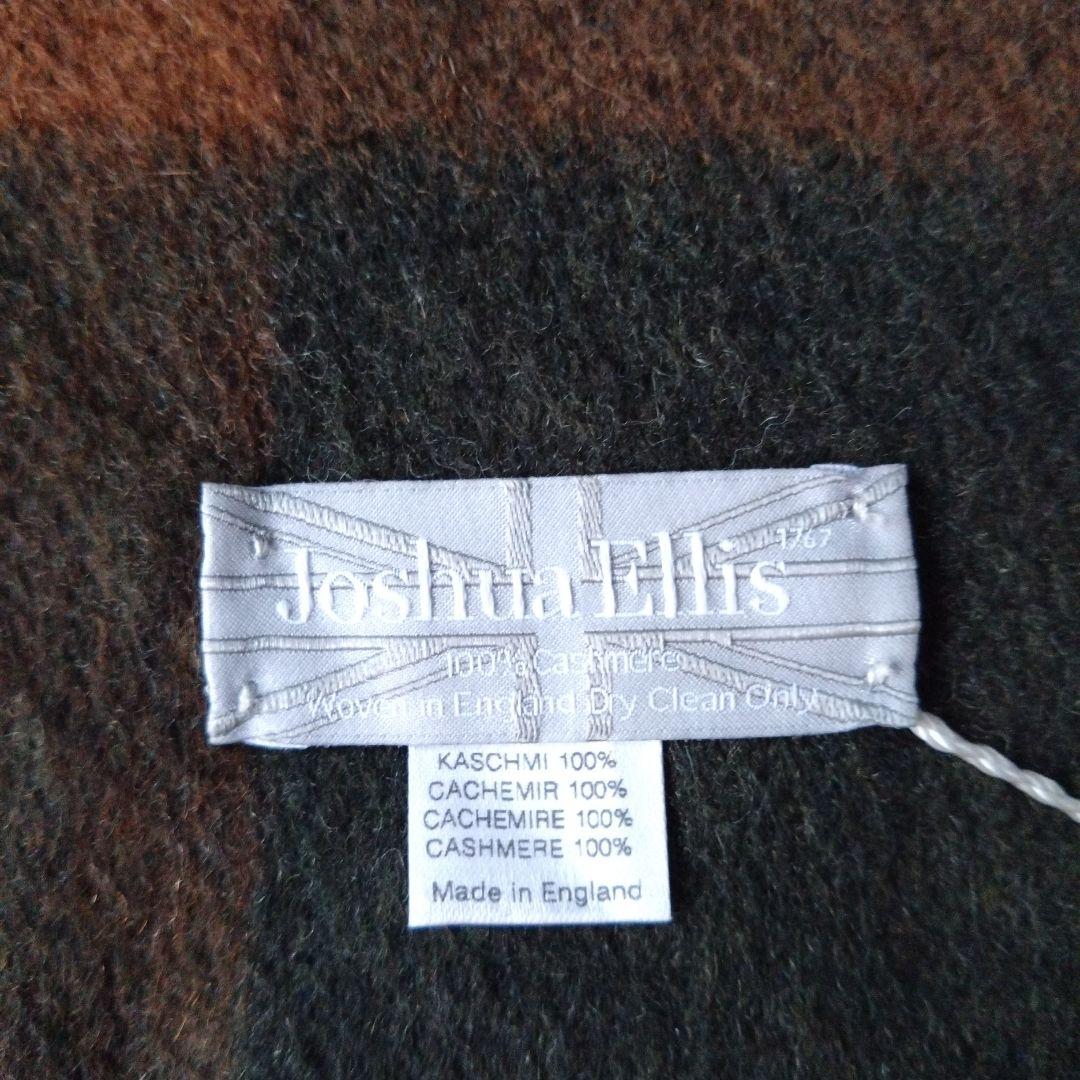 Joshua Ellis 1767
100% Cashmere
Woven in England Dry Clean Only
KASCHMI 100%
CACHEMIR 100%
CACHEMIRE 100%
CASHMERE 100%
Made in England